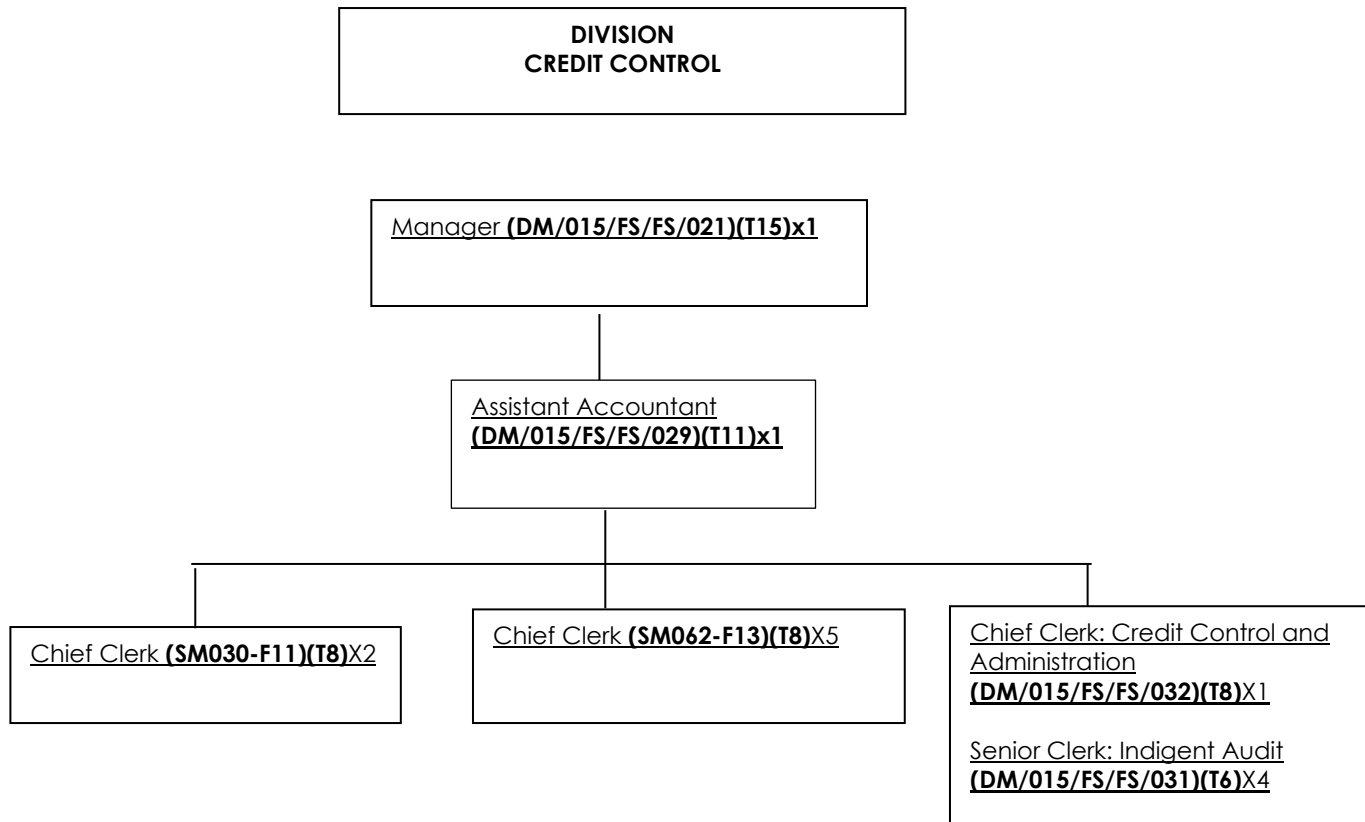 DIVISION
CREDIT CONTROL
Manager (DM/015/FS/FS/021)(T15)x1
Assistant Accountant
(DM/015/FS/FS/029)(T11)x1
Chief Clerk (SM030-F11)(T8)X2
Chief Clerk (SM062-F13)(T8)X5
Chief Clerk: Credit Control and
Administration
(DM/015/FS/FS/032)(T8)X1
Senior Clerk: Indigent Audit
(DM/015/FS/FS/031)(T6)X4